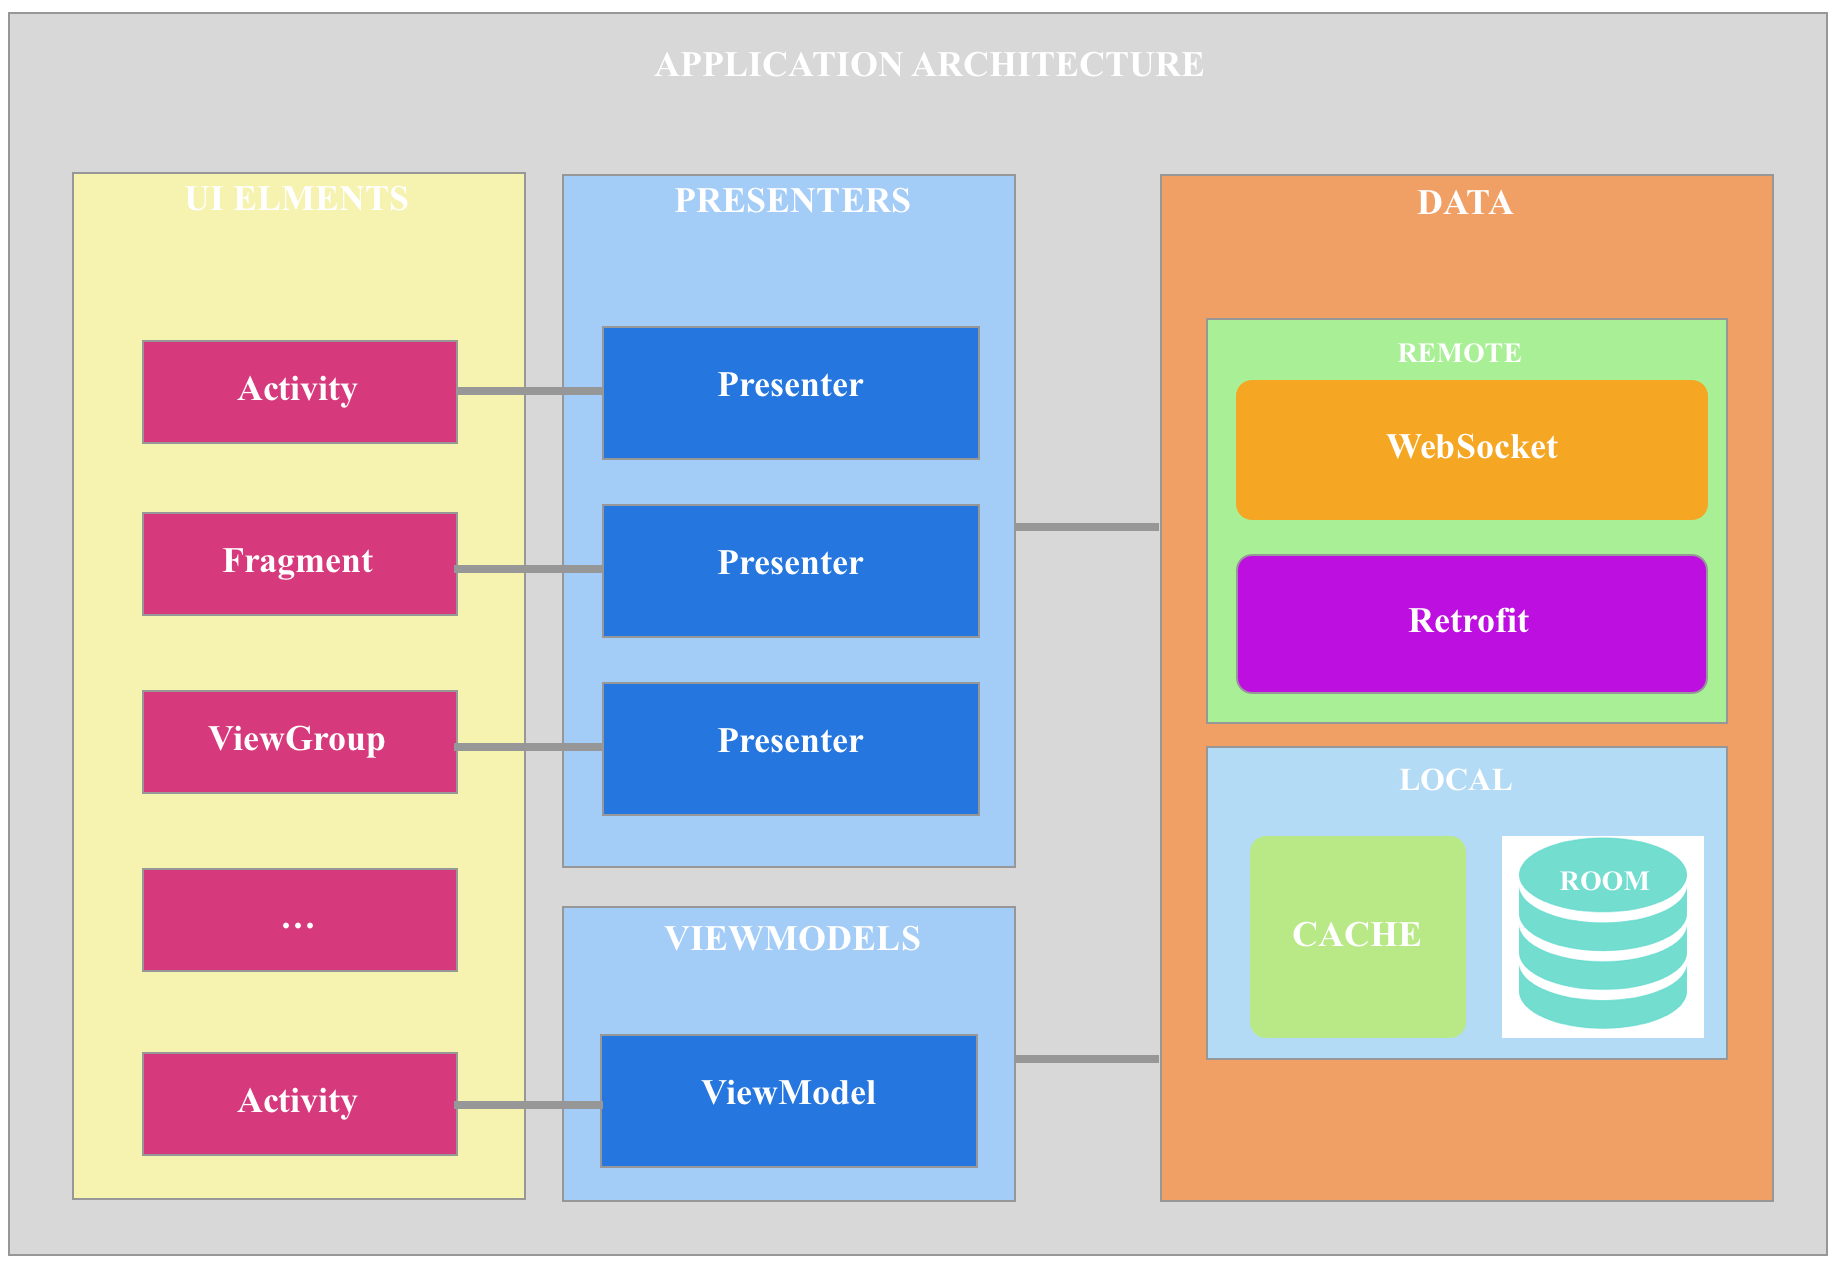 APPLICATION ARCHITECTURE
UI ELMENTS
Activity
Fragment
ViewGroup
...
Activity
PRESENTERS
Presenter
Presenter
Presenter
VIEWMODELS
ViewModel
DATA
REMOTE
WebSocket
Retrofit
LOCAL
CACHE
ROOM